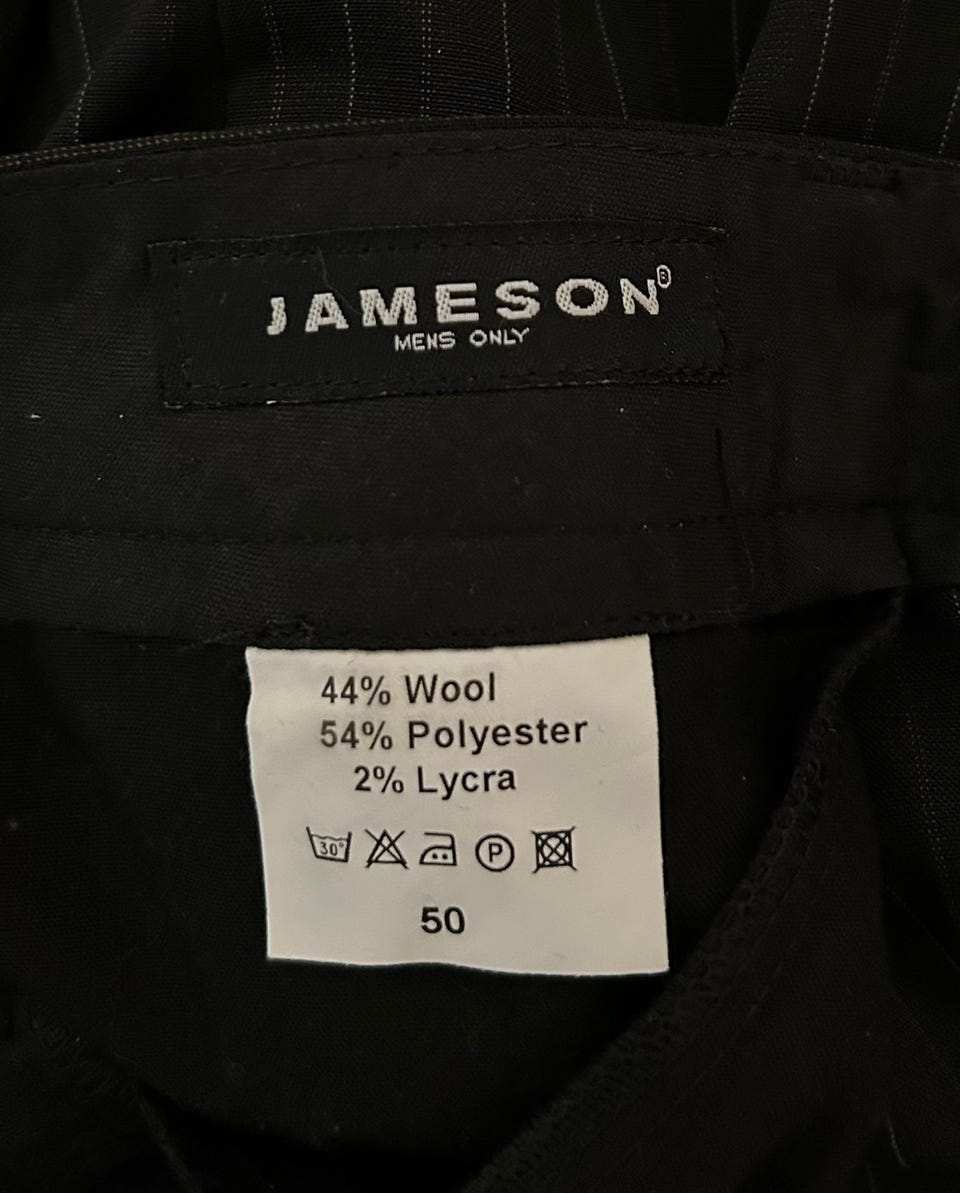 JAMESON®
MENS ONLY
44% Wool
54% Polyester
2% Lycra
30° P
50